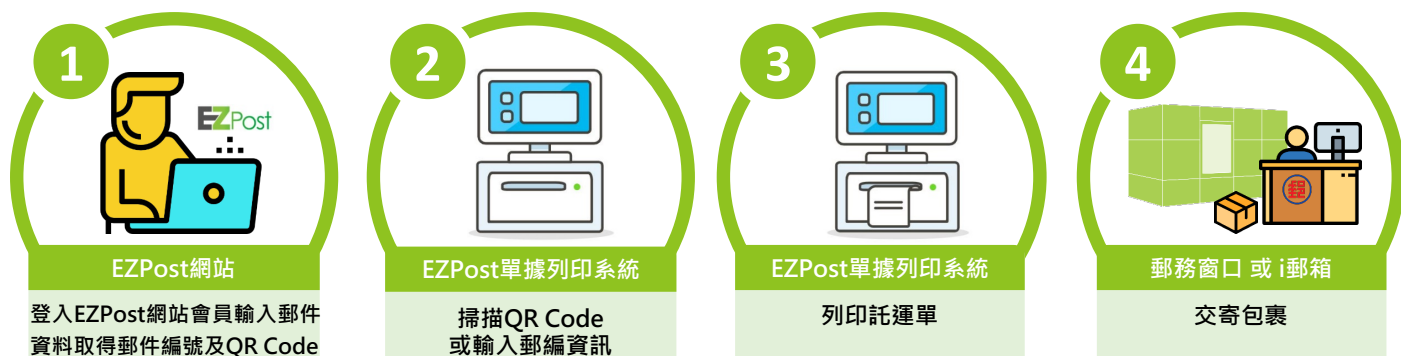 1
EZPost
EZPost網站
登入EZPost網站會員輸入郵件
資料取得郵件編號及QR Code
2
EZPost單據列印系統
掃描QR Code
或輸入郵編資訊
3
EZPost單據列印系統
列印託運單
4
郵
郵務窗口 或 i郵箱
交寄包裹